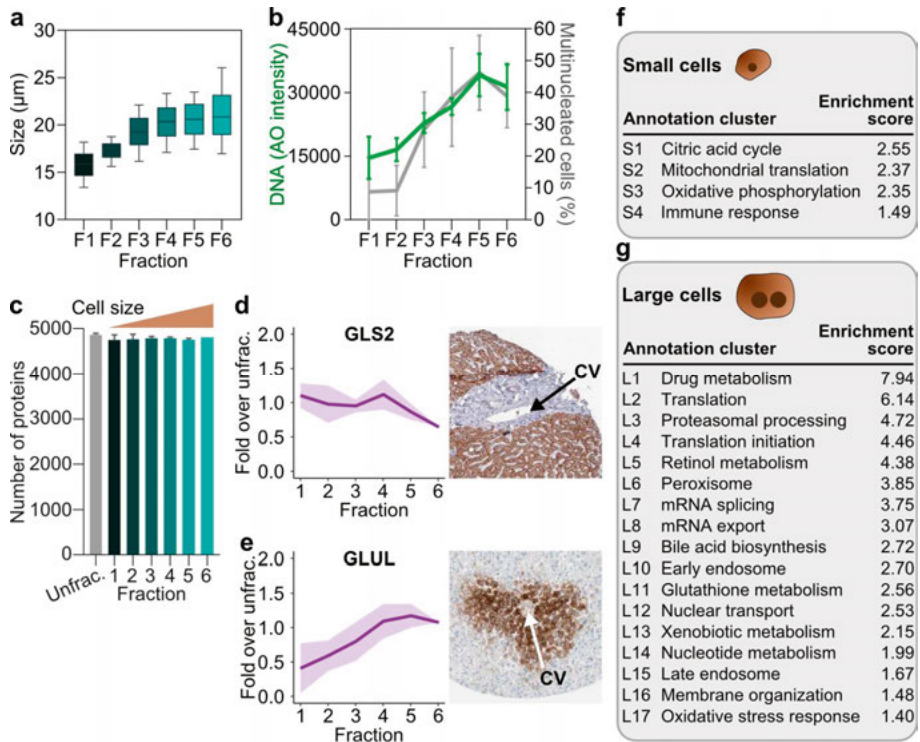 a
30
25
20
15
10
Size (µm)
F1 F2 F3 F4 F5 F6
Fraction
b
45000
30000
15000
0
DNA (AO intensity)
60
50
40
30
20
10
0
Multinucleated cells (%)
F1 F2 F3 F4 F5 F6
Fraction
c
Cell size
5000
4000
3000
2000
1000
0
Number of proteins
Unfrac. 1 2 3 4 5 6
Fraction
d
GLS2
2.0
1.5
1.0
0.5
0.0
Fold over unfrac.
1 2 3 4 5 6
Fraction
CV
e
GLUL
2.0
1.5
1.0
0.5
0.0
Fold over unfrac.
1 2 3 4 5 6
Fraction
CV
f
Small cells
Annotation cluster Enrichment score
S1 Citric acid cycle 2.55
S2 Mitochondrial translation 2.37
S3 Oxidative phosphorylation 2.35
S4 Immune response 1.49
g
Large cells
Annotation cluster Enrichment score
L1 Drug metabolism 7.94
L2 Translation 6.14
L3 Proteasomal processing 4.72
L4 Translation initiation 4.46
L5 Retinol metabolism 4.38
L6 Peroxisome 3.85
L7 mRNA splicing 3.75
L8 mRNA export 3.07
L9 Bile acid biosynthesis 2.72
L10 Early endosome 2.70
L11 Glutathione metabolism 2.56
L12 Nuclear transport 2.53
L13 Xenobiotic metabolism 2.15
L14 Nucleotide metabolism 1.99
L15 Late endosome 1.67
L16 Membrane organization 1.48
L17 Oxidative stress response 1.40